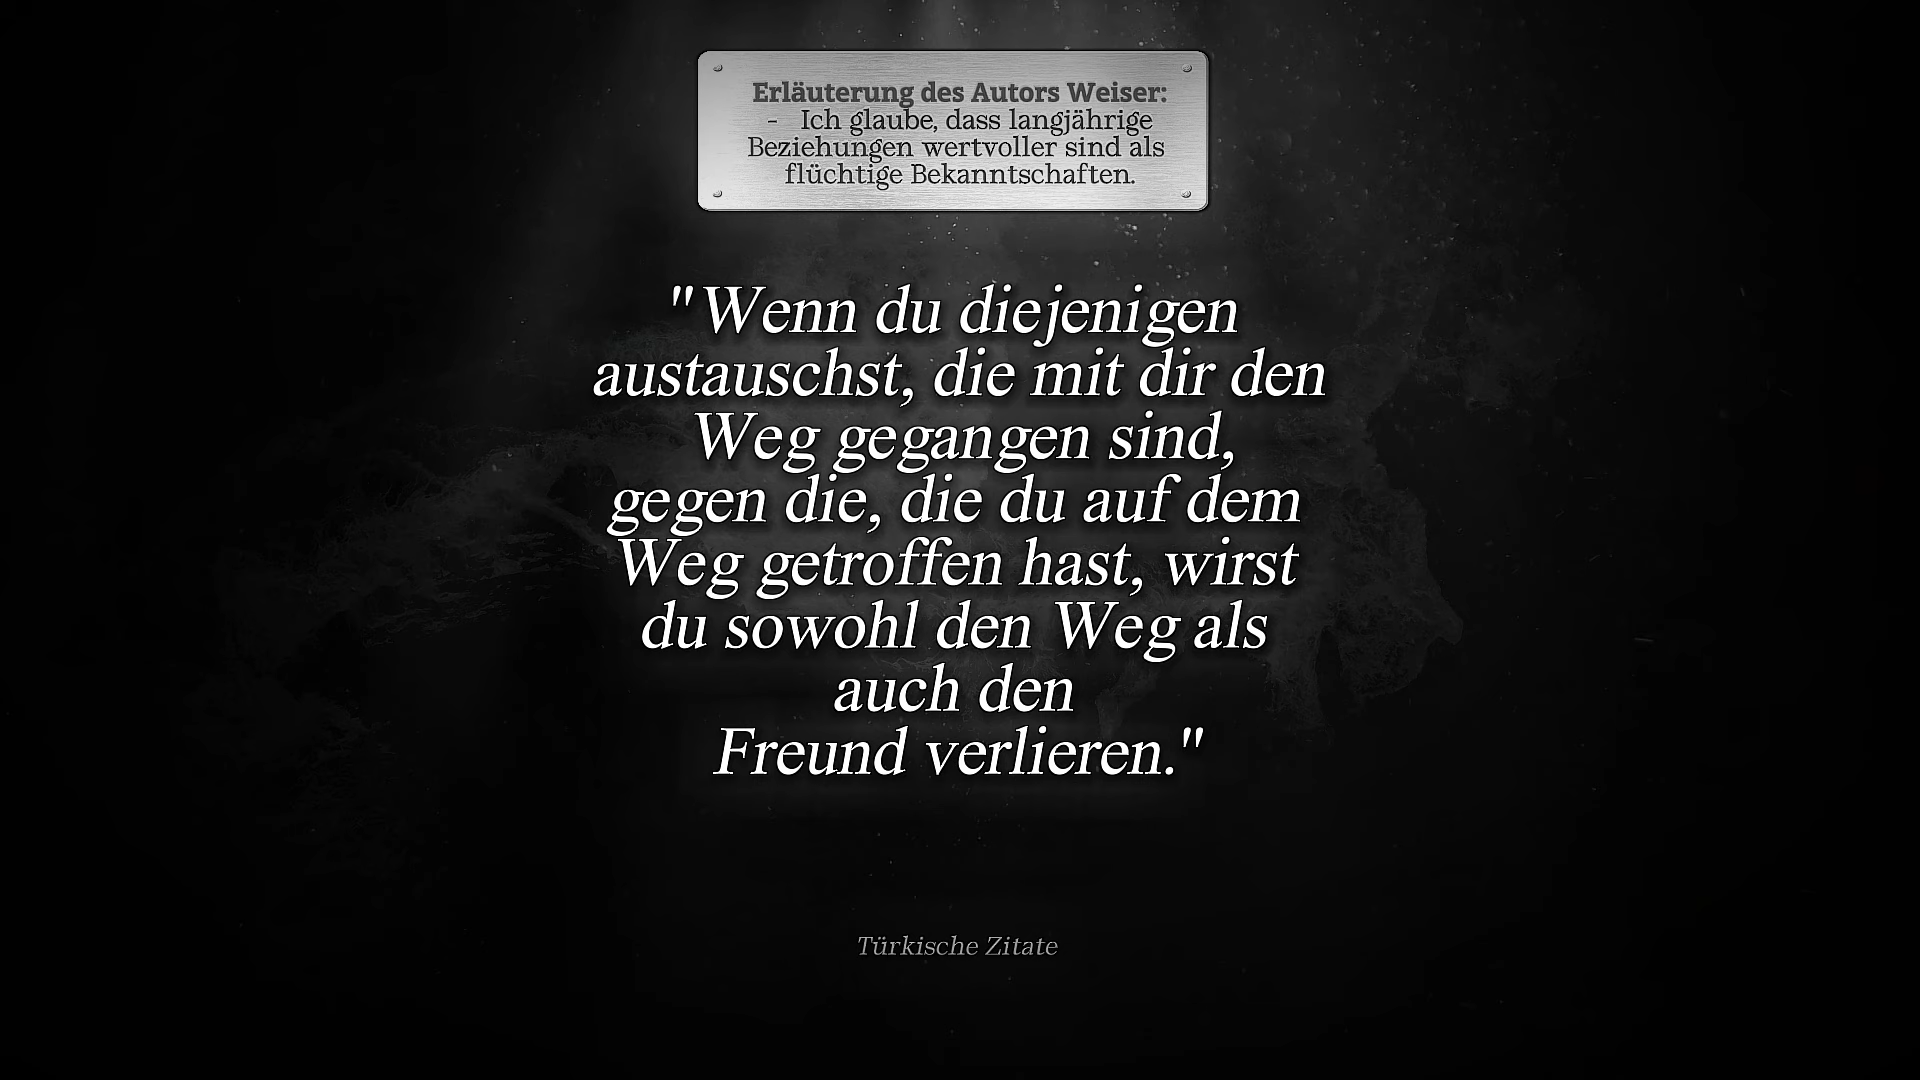 Erläuterung des Autors Weiser:
- Ich glaube, dass langjährige
Beziehungen wertvoller sind als
flüchtige Bekanntschaften.
"Wenn du diejenigen
austauschst, die mit dir den
Weg gegangen sind,
gegen die, die du auf dem
Weg getroffen hast, wirst
du sowohl den Weg als
auch den
Freund verlieren."
Türkische Zitate